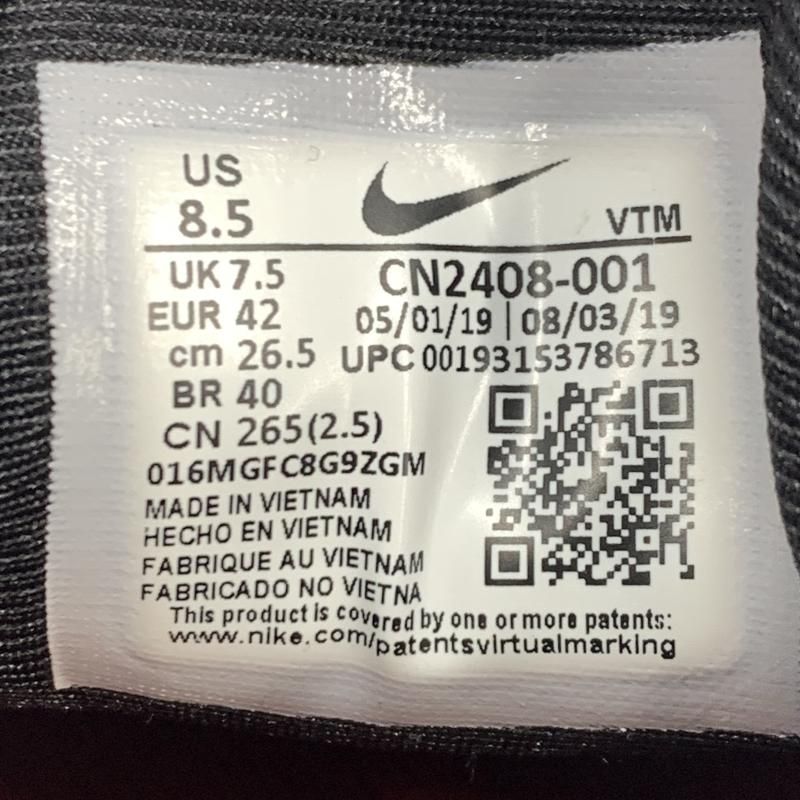 US
8.5
VTM
UK 7.5
CN2408-001
EUR 42
05/01/19 | 08/03/19
cm 26.5
UPC 00193153786713
BR 40
CN 265(2.5)
016MGFC8G9ZGM
MADE IN VIETNAM
HECHO EN VIETNAM
FABRIQUE AU VIETNAM
FABRICADO NO VIETNA
This product is covered by one or more patents:
www.nike.com/patentsvirtualmarking